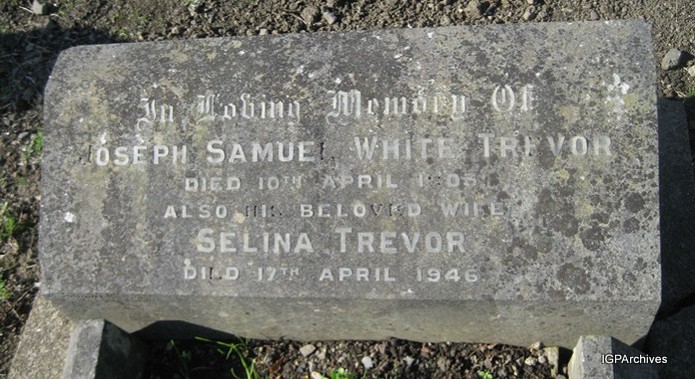 In Loving Memory Of
JOSEPH SAMUEL WHITE TREVOR
DIED 10TH APRIL
ALSO HIS BELOVED WIFE
SELINA TREVOR
DIED 17TH APRIL 1946
IGPArchives